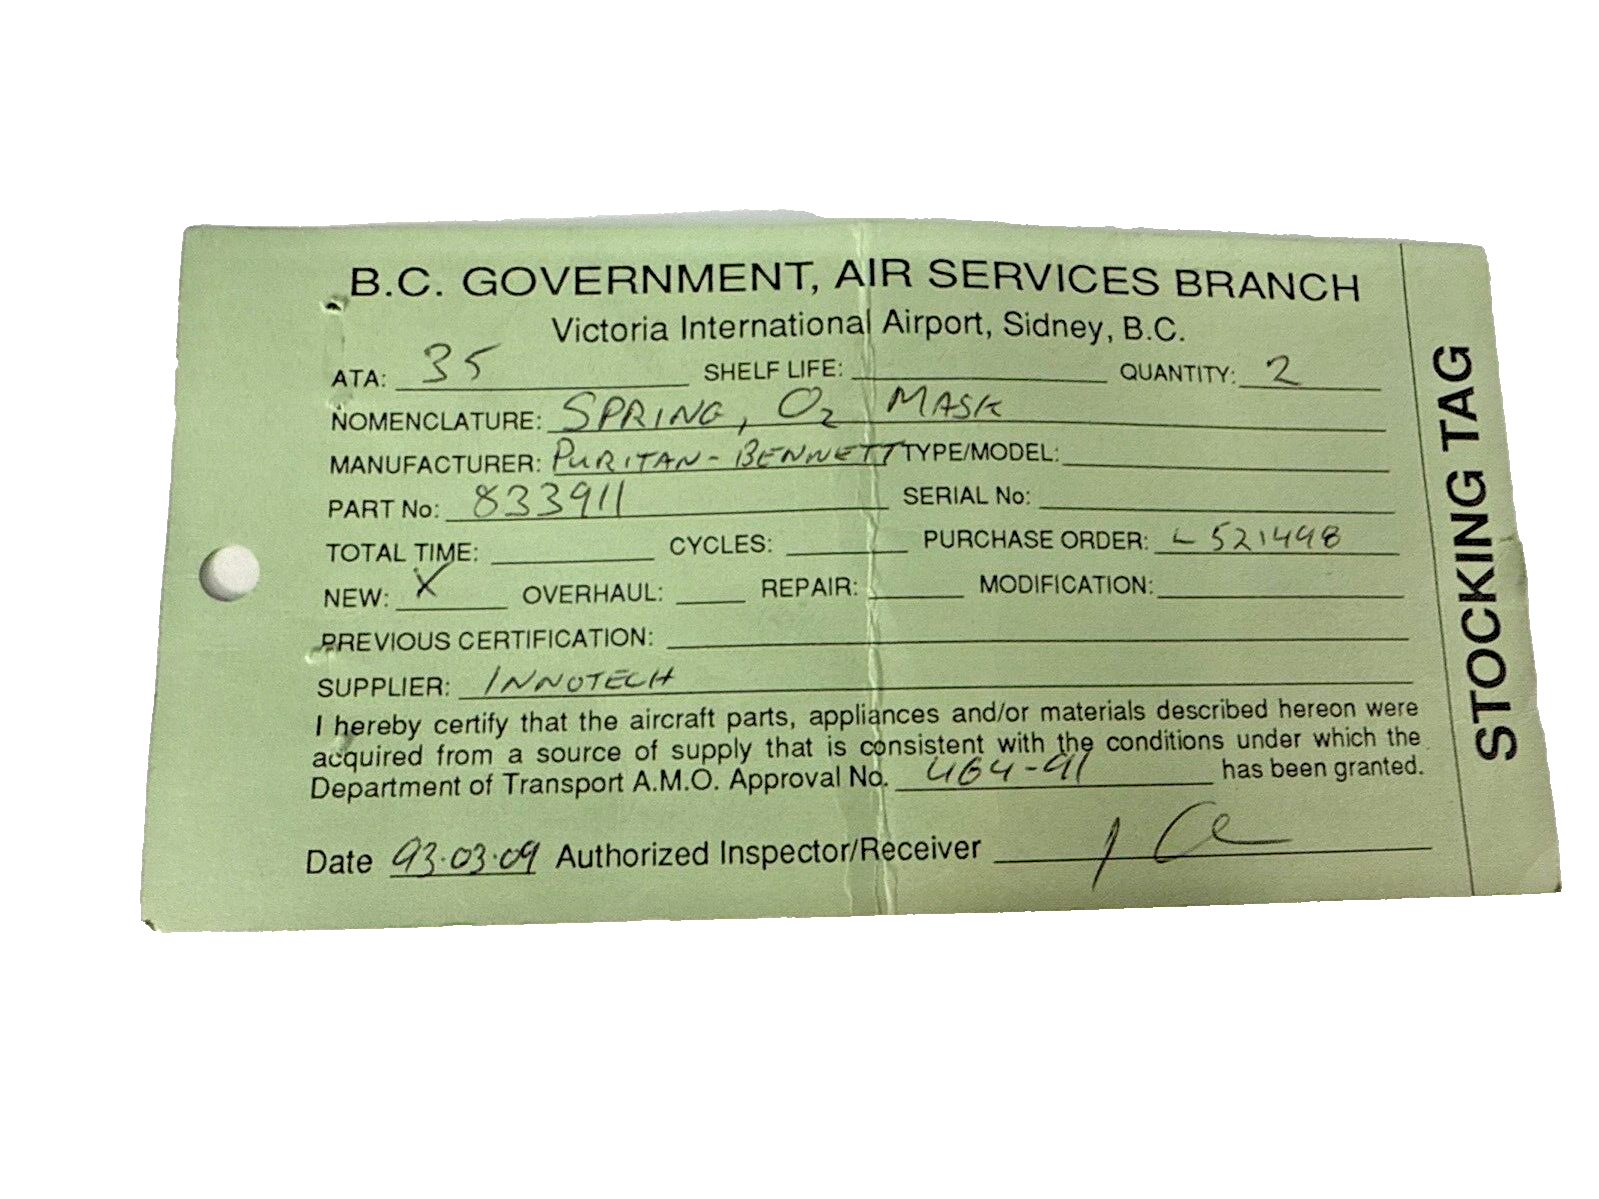 B.C. GOVERNMENT, AIR SERVICES BRANCH
Victoria International Airport, Sidney, B.C.
ATA: 35 SHELF LIFE: QUANTITY: 2
NOMENCLATURE: SPRING, O2 MASK
MANUFACTURER: PURITAN-BENNETT TYPE/MODEL:
PART No: 833911 SERIAL No:
TOTAL TIME: CYCLES: PURCHASE ORDER: L521498
NEW: X OVERHAUL: REPAIR: MODIFICATION:
PREVIOUS CERTIFICATION:
SUPPLIER: INNOTECH
I hereby certify that the aircraft parts, appliances and/or materials described hereon were
acquired from a source of supply that is consistent with the conditions under which the
Department of Transport A.M.O. Approval No. 464-91 has been granted.
Date 93.03.09 Authorized Inspector/Receiver
STOCKING TAG